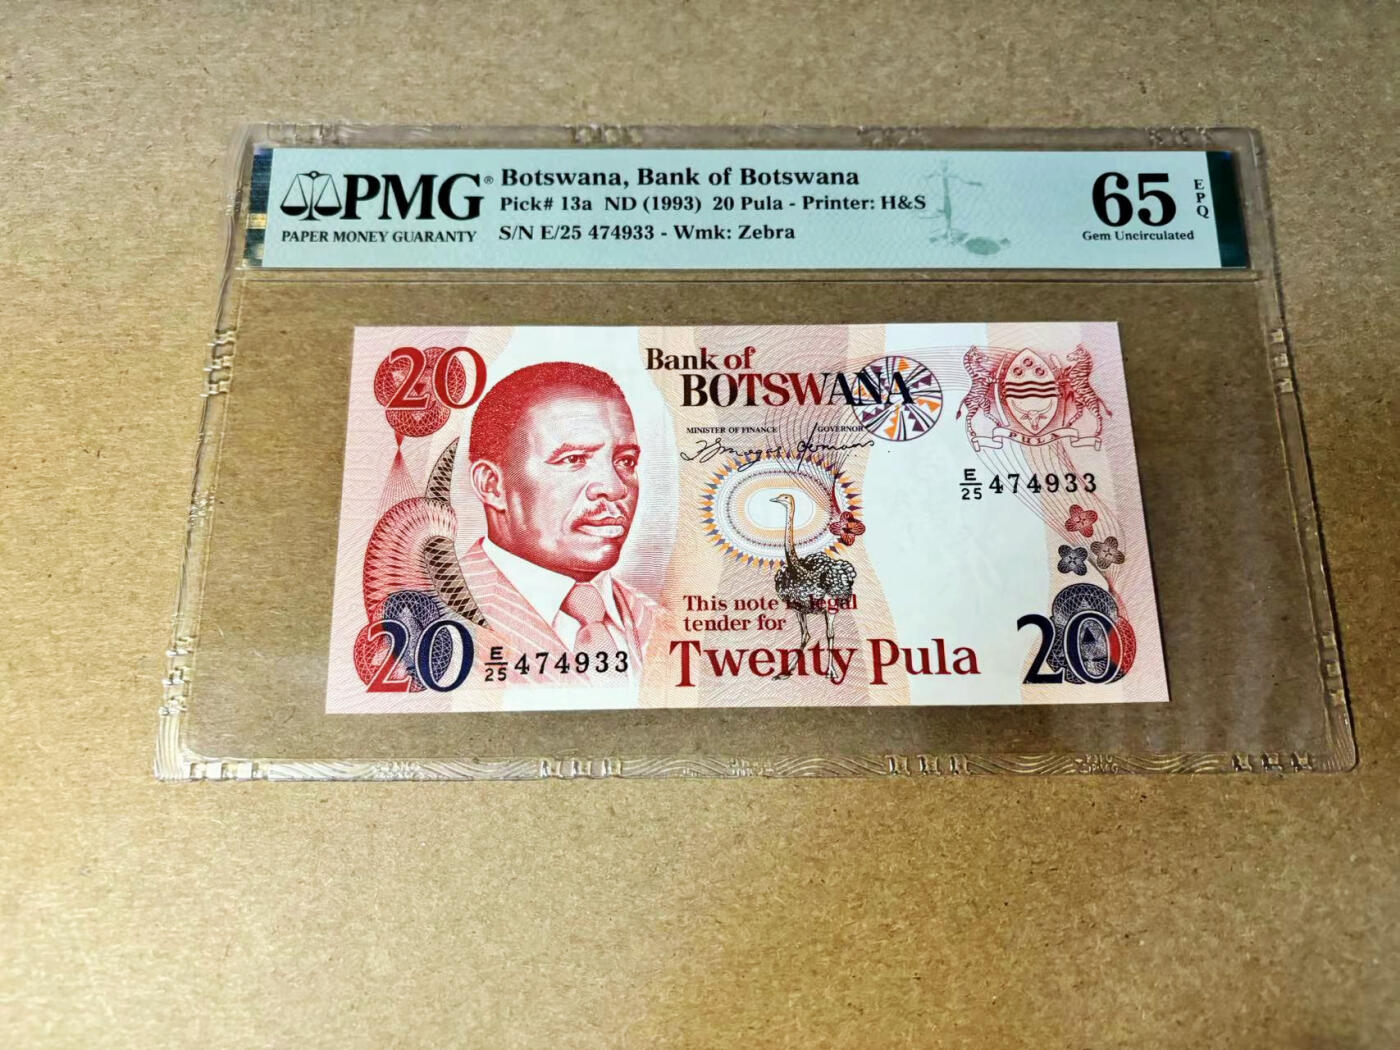 PMG®
PAPER MONEY GUARANTY
Botswana, Bank of Botswana
Pick# 13a ND (1993) 20 Pula - Printer: H&S
S/N E/25 474933 - Wmk: Zebra
65
EPQ
Gem Uncirculated
20
Bank of
BOTSWANA
MINISTER OF FINANCE
GOVERNOR
PULA
E/25 474933
This note is legal
tender for
Twenty Pula
20
E/25 474933
20